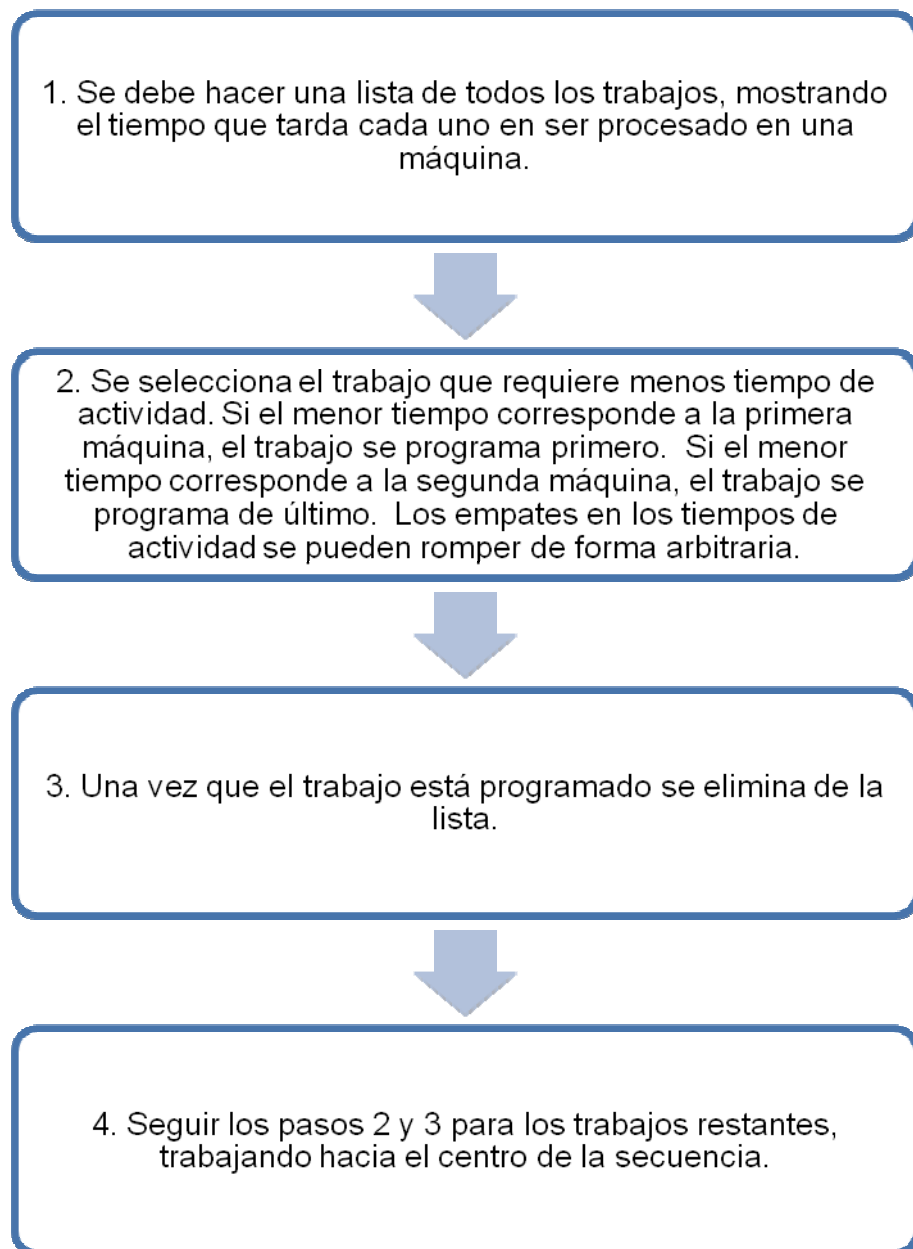 1. Se debe hacer una lista de todos los trabajos, mostrando
el tiempo que tarda cada uno en ser procesado en una
máquina.
2. Se selecciona el trabajo que requiere menos tiempo de
actividad. Si el menor tiempo corresponde a la primera
máquina, el trabajo se programa primero.  Si el menor
tiempo corresponde a la segunda máquina, el trabajo se
programa de último.  Los empates en los tiempos de
actividad se pueden romper de forma arbitraria.
3. Una vez que el trabajo está programado se elimina de la
lista.
4. Seguir los pasos 2 y 3 para los trabajos restantes,
trabajando hacia el centro de la secuencia.